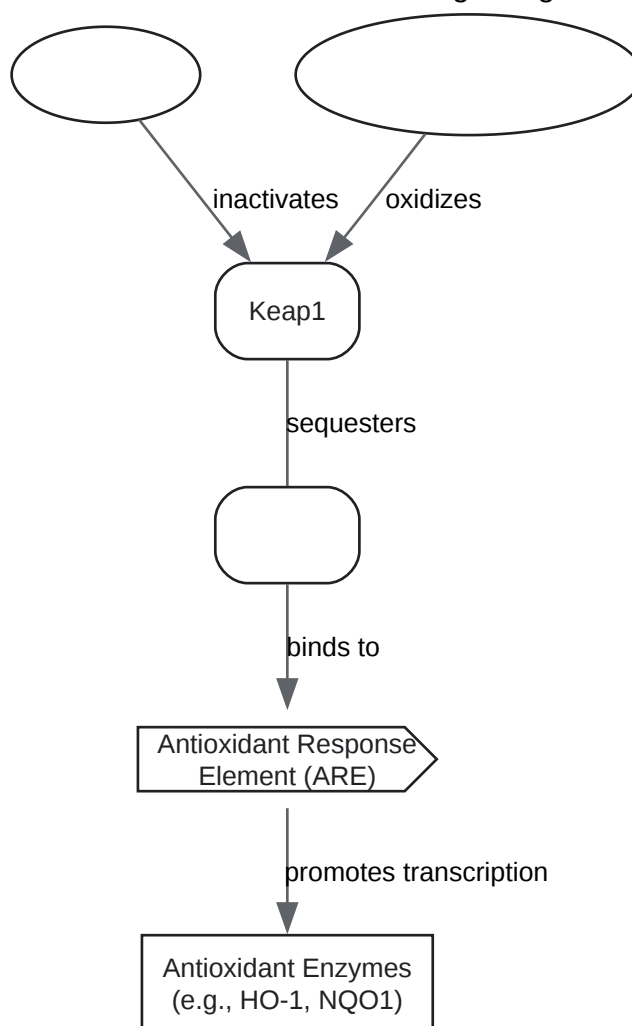 inactivates
oxidizes
Keap1
sequesters
binds to
Antioxidant Response
Element (ARE)
promotes transcription
Antioxidant Enzymes
(e.g., HO-1, NQO1)